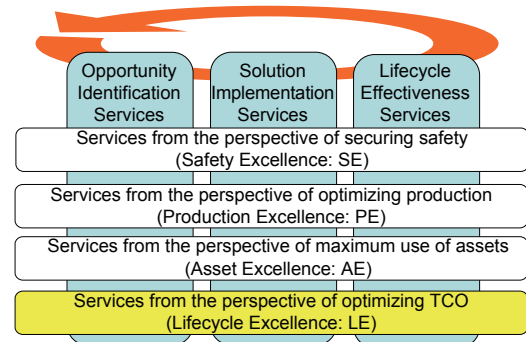 Opportunity
Identification
Services
Solution
Implementation
Services
Lifecycle
Effectiveness
Services
Services from the perspective of securing safety
(Safety Excellence: SE)
Services from the perspective of optimizing production
(Production Excellence: PE)
Services from the perspective of maximum use of assets
(Asset Excellence: AE)
Services from the perspective of optimizing TCO
(Lifecycle Excellence: LE)